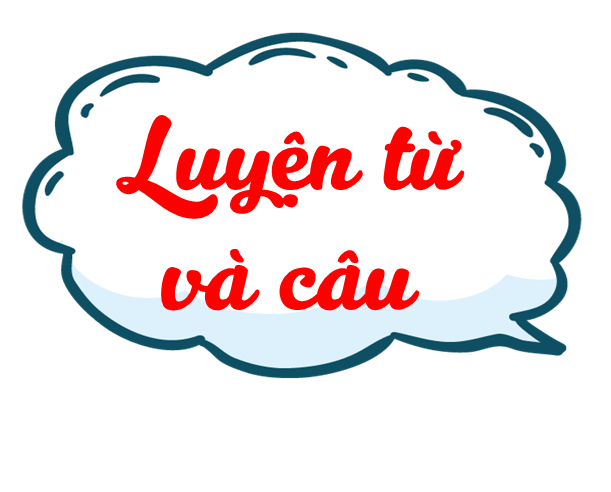 Luyện từ
và câu